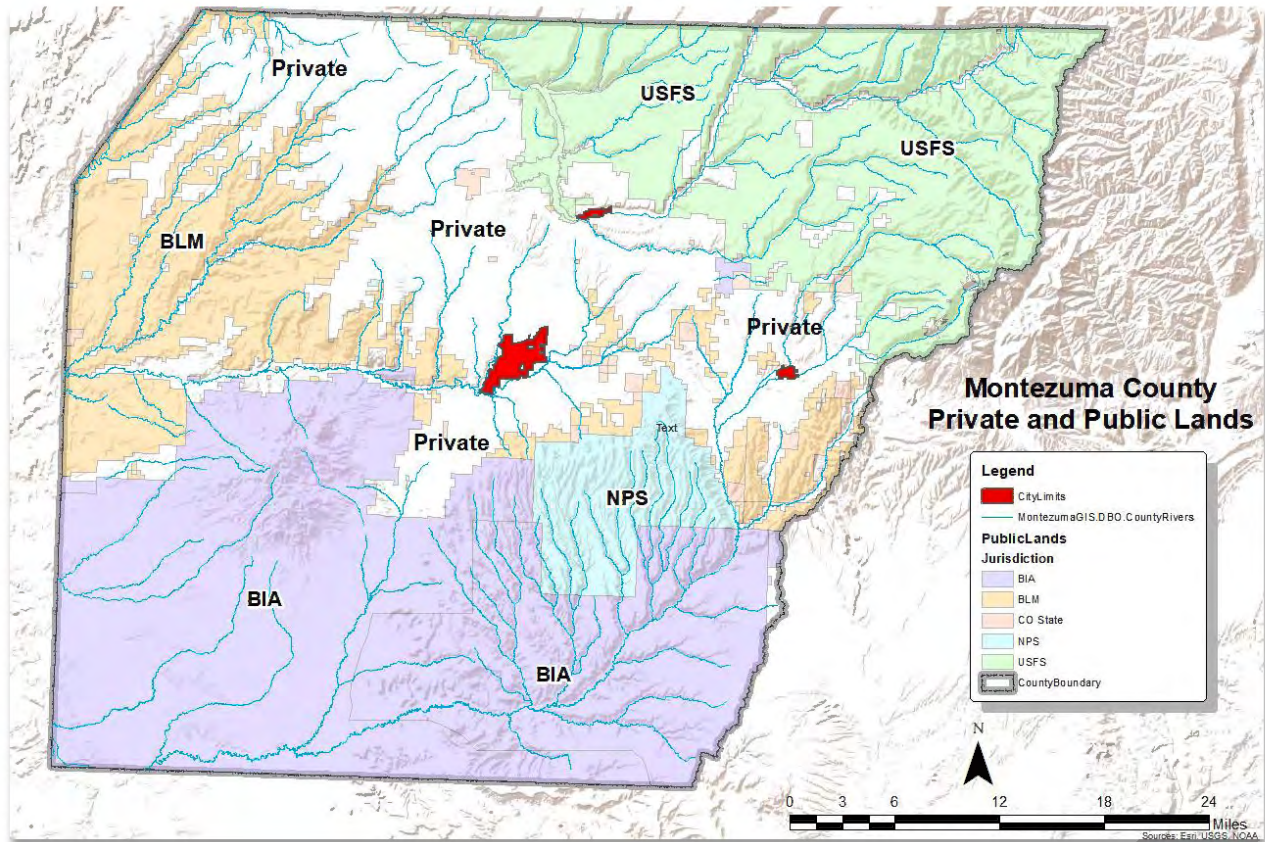 Private
USFS
USFS
BLM
Private
Private
Private
Text
NPS
BIA
BIA
Montezuma County
Private and Public Lands
Legend
CityLimits
MontezumaGIS.DBO.CountyRivers
PublicLands
Jurisdiction
BIA
BLM
CO State
NPS
USFS
CountyBoundary
N
0 3 6 12 18 24
Miles
Sources: Esri, USGS, NOAA